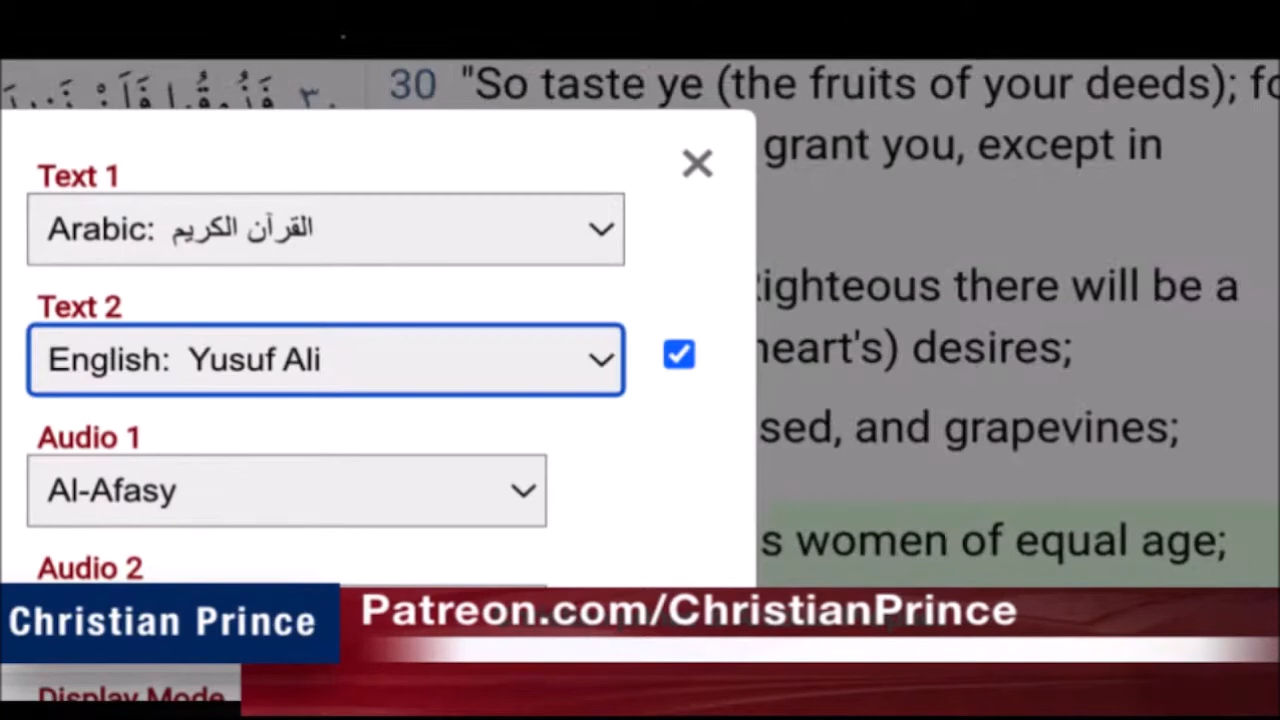 30 "So taste ye (the fruits of your deeds); fo
grant you, except in
Text 1
Arabic: القرآن الكريم
ighteous there will be a
Text 2
heart's) desires;
English: Yusuf Ali
sed, and grapevines;
Audio 1
Al-Afasy
s women of equal age;
Audio 2
Christian Prince
Patreon.com/ChristianPrince
Display Mode